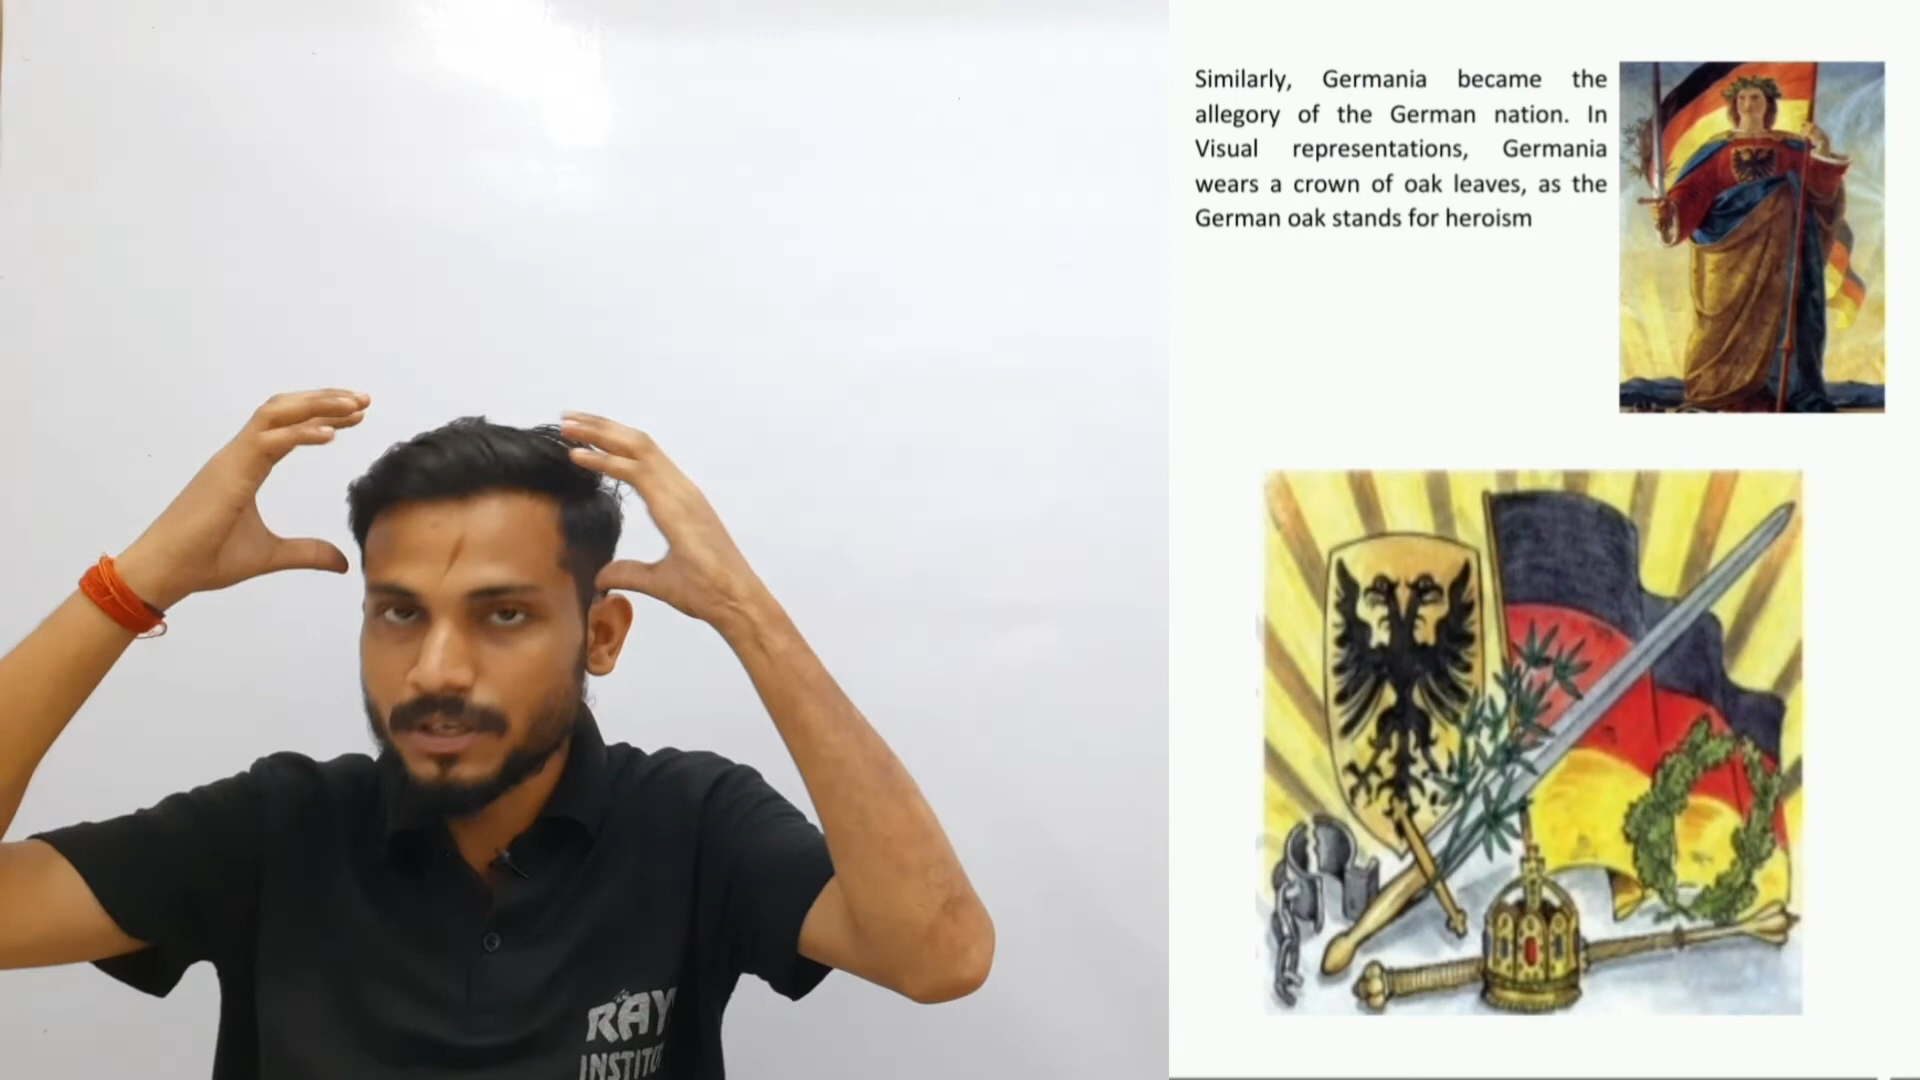 Similarly, Germania became the
allegory of the German nation. In
Visual representations, Germania
wears a crown of oak leaves, as the
German oak stands for heroism
RAY